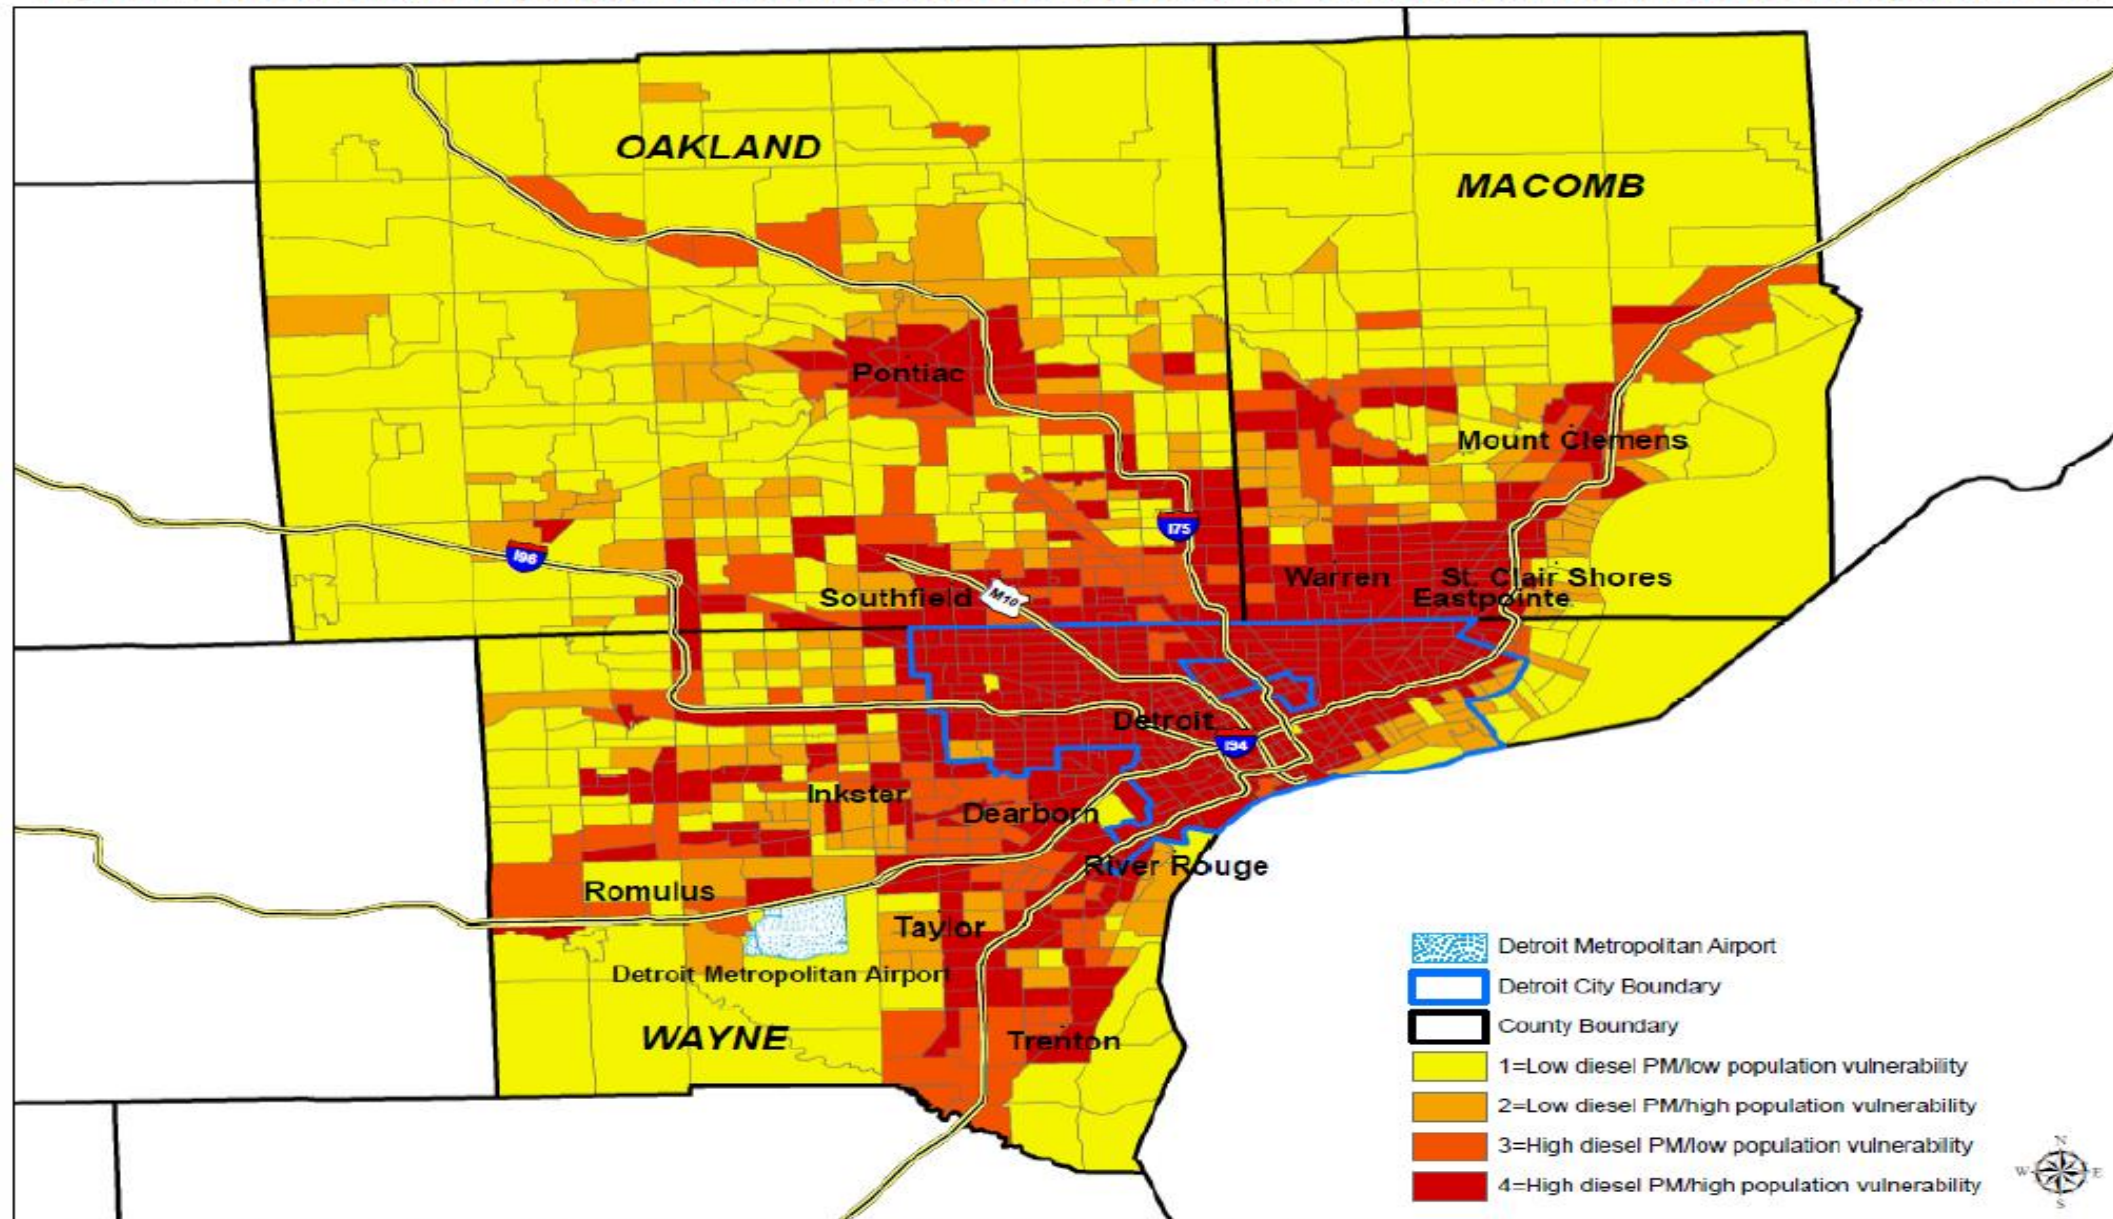 OAKLAND
MACOMB
Pontiac
Mount Clemens
I75
I96
Warren
St. Clair Shores
Southfield
M10
Eastpointe
Detroit
I94
Inkster
Dearborn
River Rouge
Romulus
Taylor
Detroit Metropolitan Airport
WAYNE
Trenton
Detroit Metropolitan Airport
Detroit City Boundary
County Boundary
1=Low diesel PM/low population vulnerability
2=Low diesel PM/high population vulnerability
3=High diesel PM/low population vulnerability
4=High diesel PM/high population vulnerability
N
W E
S